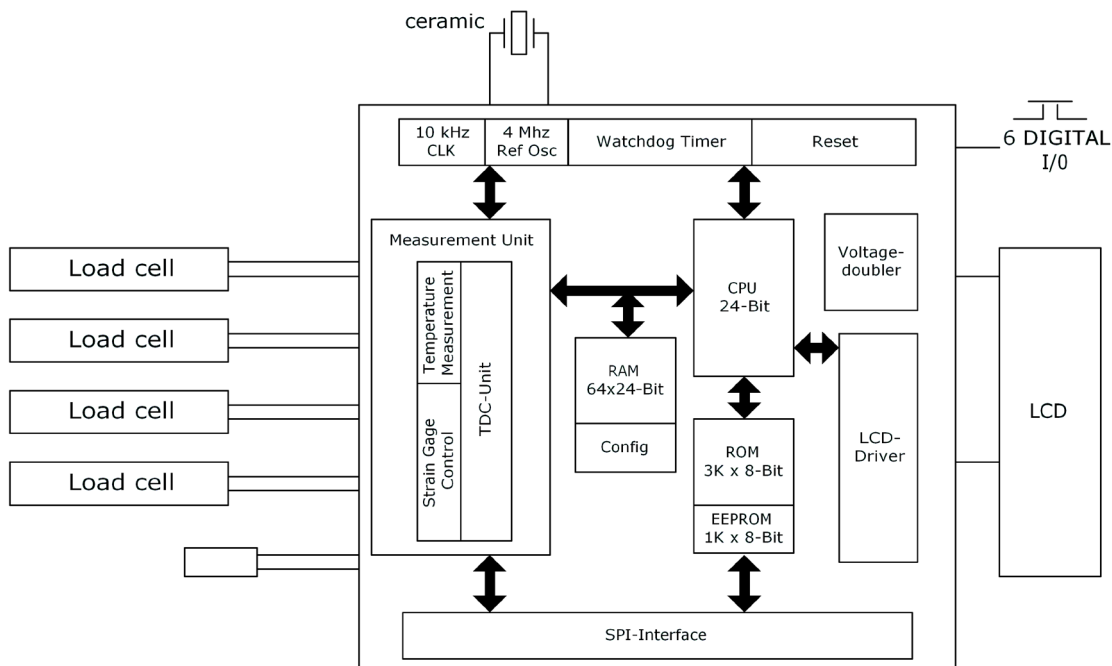 ceramic
10 kHz
CLK
4 Mhz
Ref Osc
Watchdog Timer
Reset
6 DIGITAL
I/0
Measurement Unit
Temperature
Measurement
Strain Gage
Control
TDC-Unit
CPU
24-Bit
Voltage-
doubler
RAM
64x24-Bit
Config
ROM
3K x 8-Bit
EEPROM
1K x 8-Bit
LCD-
Driver
LCD
Load cell
Load cell
Load cell
Load cell
SPI-Interface